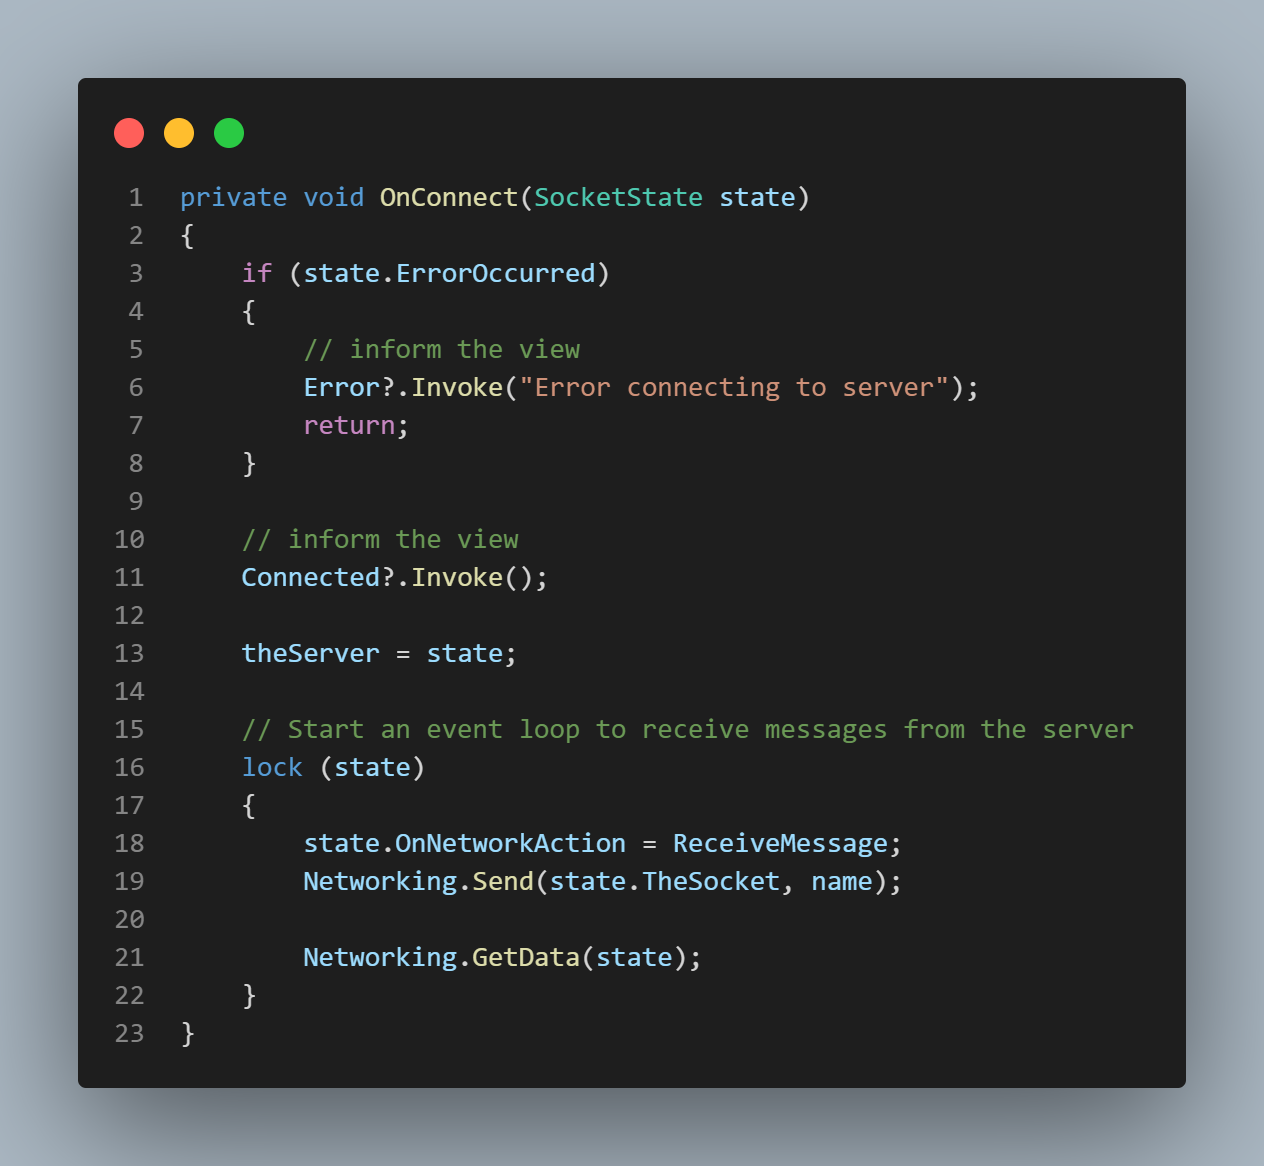 1 private void OnConnect(SocketState state)
2 {
3     if (state.ErrorOccurred)
4     {
5         // inform the view
6         Error?.Invoke("Error connecting to server");
7         return;
8     }
9
10     // inform the view
11     Connected?.Invoke();
12
13     theServer = state;
14
15     // Start an event loop to receive messages from the server
16     lock (state)
17     {
18         state.OnNetworkAction = ReceiveMessage;
19         Networking.Send(state.TheSocket, name);
20
21         Networking.GetData(state);
22     }
23 }